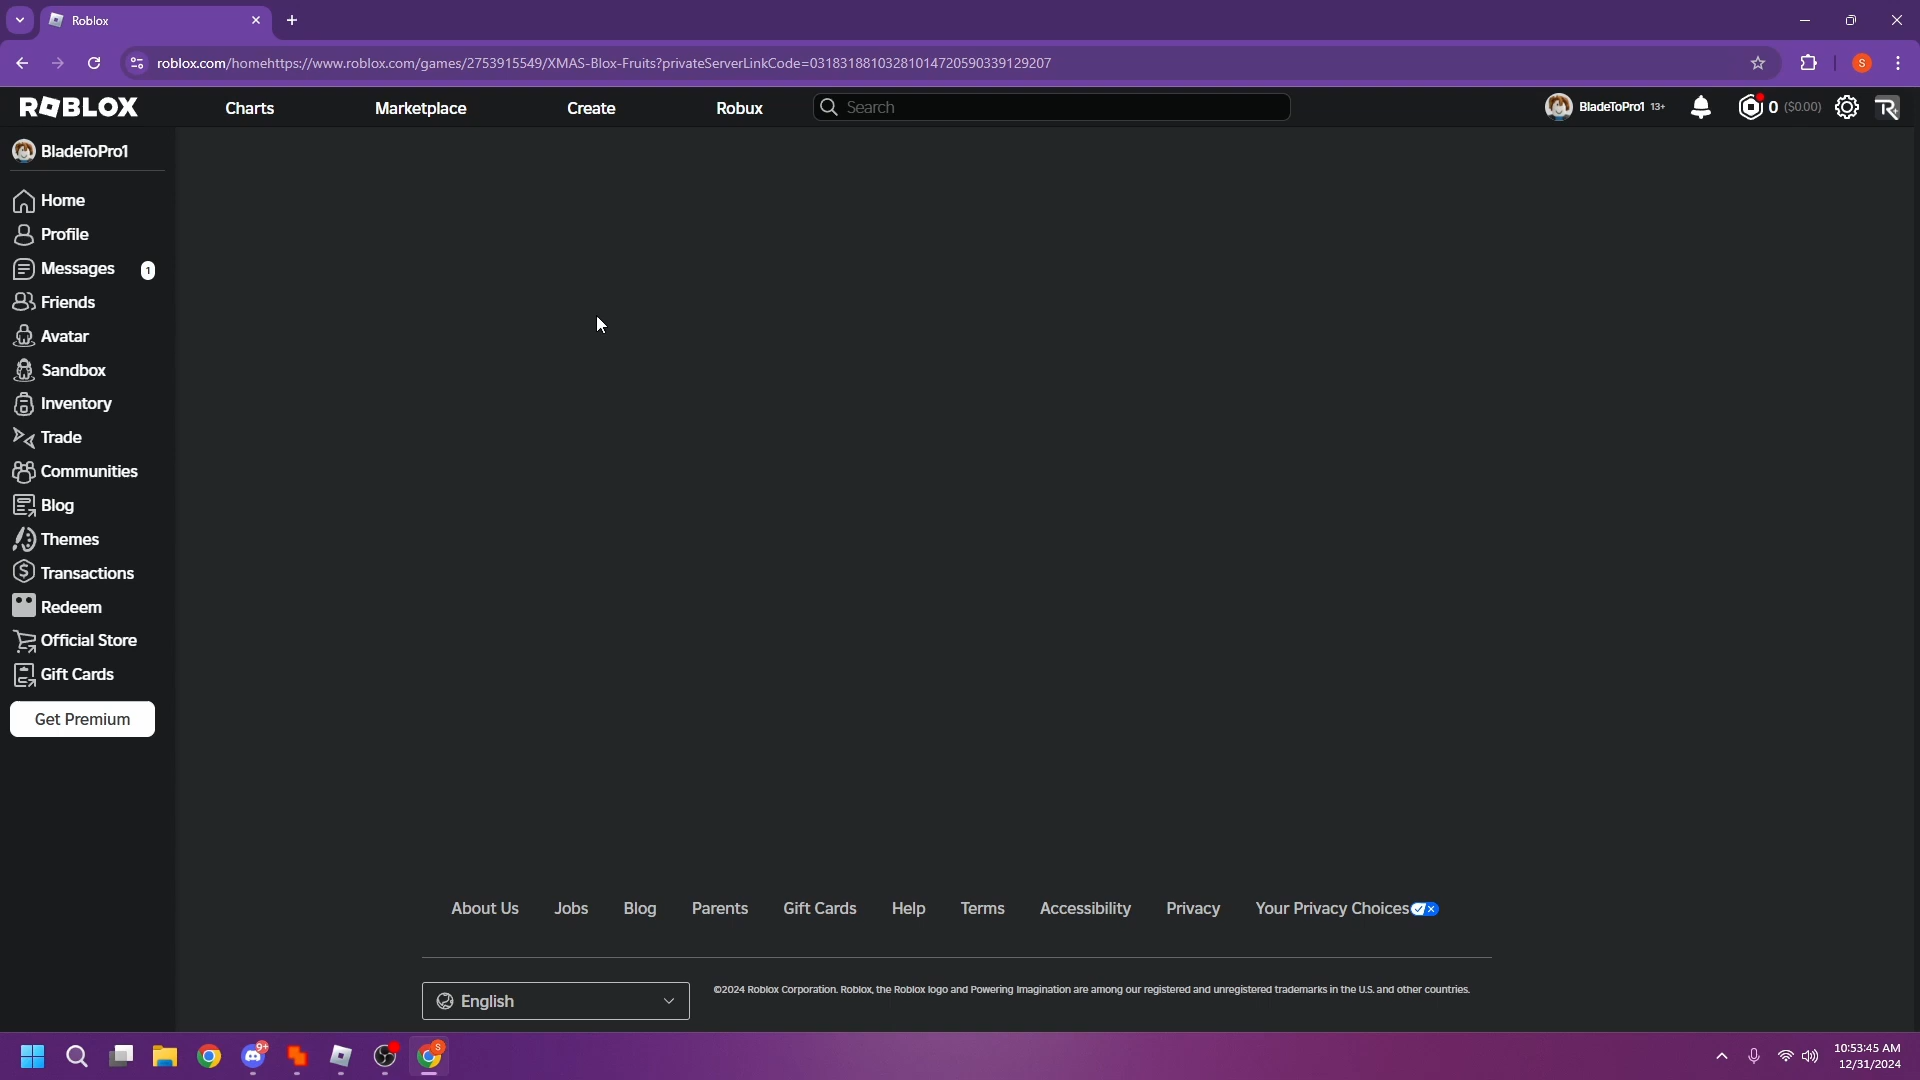 Roblox
roblox.com/homehttps://www.roblox.com/games/2753915549/XMAS-Blox-Fruits?privateServerLinkCode=03183188103281014720590339129207
S
ROBLOX
Charts
Marketplace
Create
Robux
Search
BladeToPro1 13+
0 ($0.00)
BladeToPro1
Home
Profile
Messages 1
Friends
Avatar
Sandbox
Inventory
Trade
Communities
Blog
Themes
Transactions
Redeem
Official Store
Gift Cards
Get Premium
About Us
Jobs
Blog
Parents
Gift Cards
Help
Terms
Accessibility
Privacy
Your Privacy Choices
English
©2024 Roblox Corporation. Roblox, the Roblox logo and Powering Imagination are among our registered and unregistered trademarks in the U.S. and other countries.
9+
S
10:53:45 AM
12/31/2024